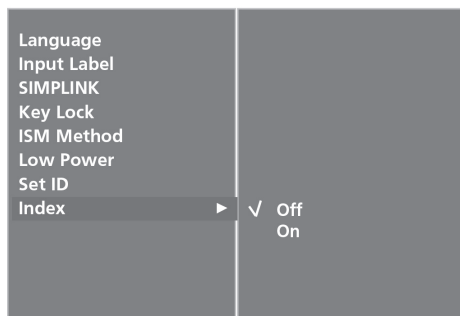 Language
Input Label
SIMPLINK
Key Lock
ISM Method
Low Power
Set ID
Index ► √ Off
On